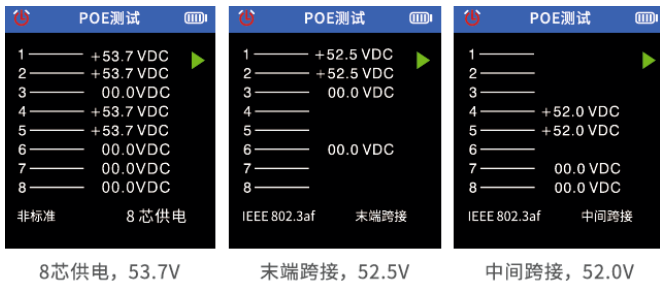 POE测试
1 +53.7 VDC
2 +53.7 VDC
3 00.0VDC
4 +53.7 VDC
5 +53.7 VDC
6 00.0VDC
7 00.0VDC
8 00.0VDC
非标准 8芯供电
8芯供电，53.7V
POE测试
1 +52.5 VDC
2 +52.5 VDC
3 00.0 VDC
4
5
6 00.0 VDC
7
8
IEEE 802.3af 末端跨接
末端跨接，52.5V
POE测试
1
2
3
4 +52.0 VDC
5 +52.0 VDC
6
7 00.0 VDC
8 00.0 VDC
IEEE 802.3af 中间跨接
中间跨接，52.0V